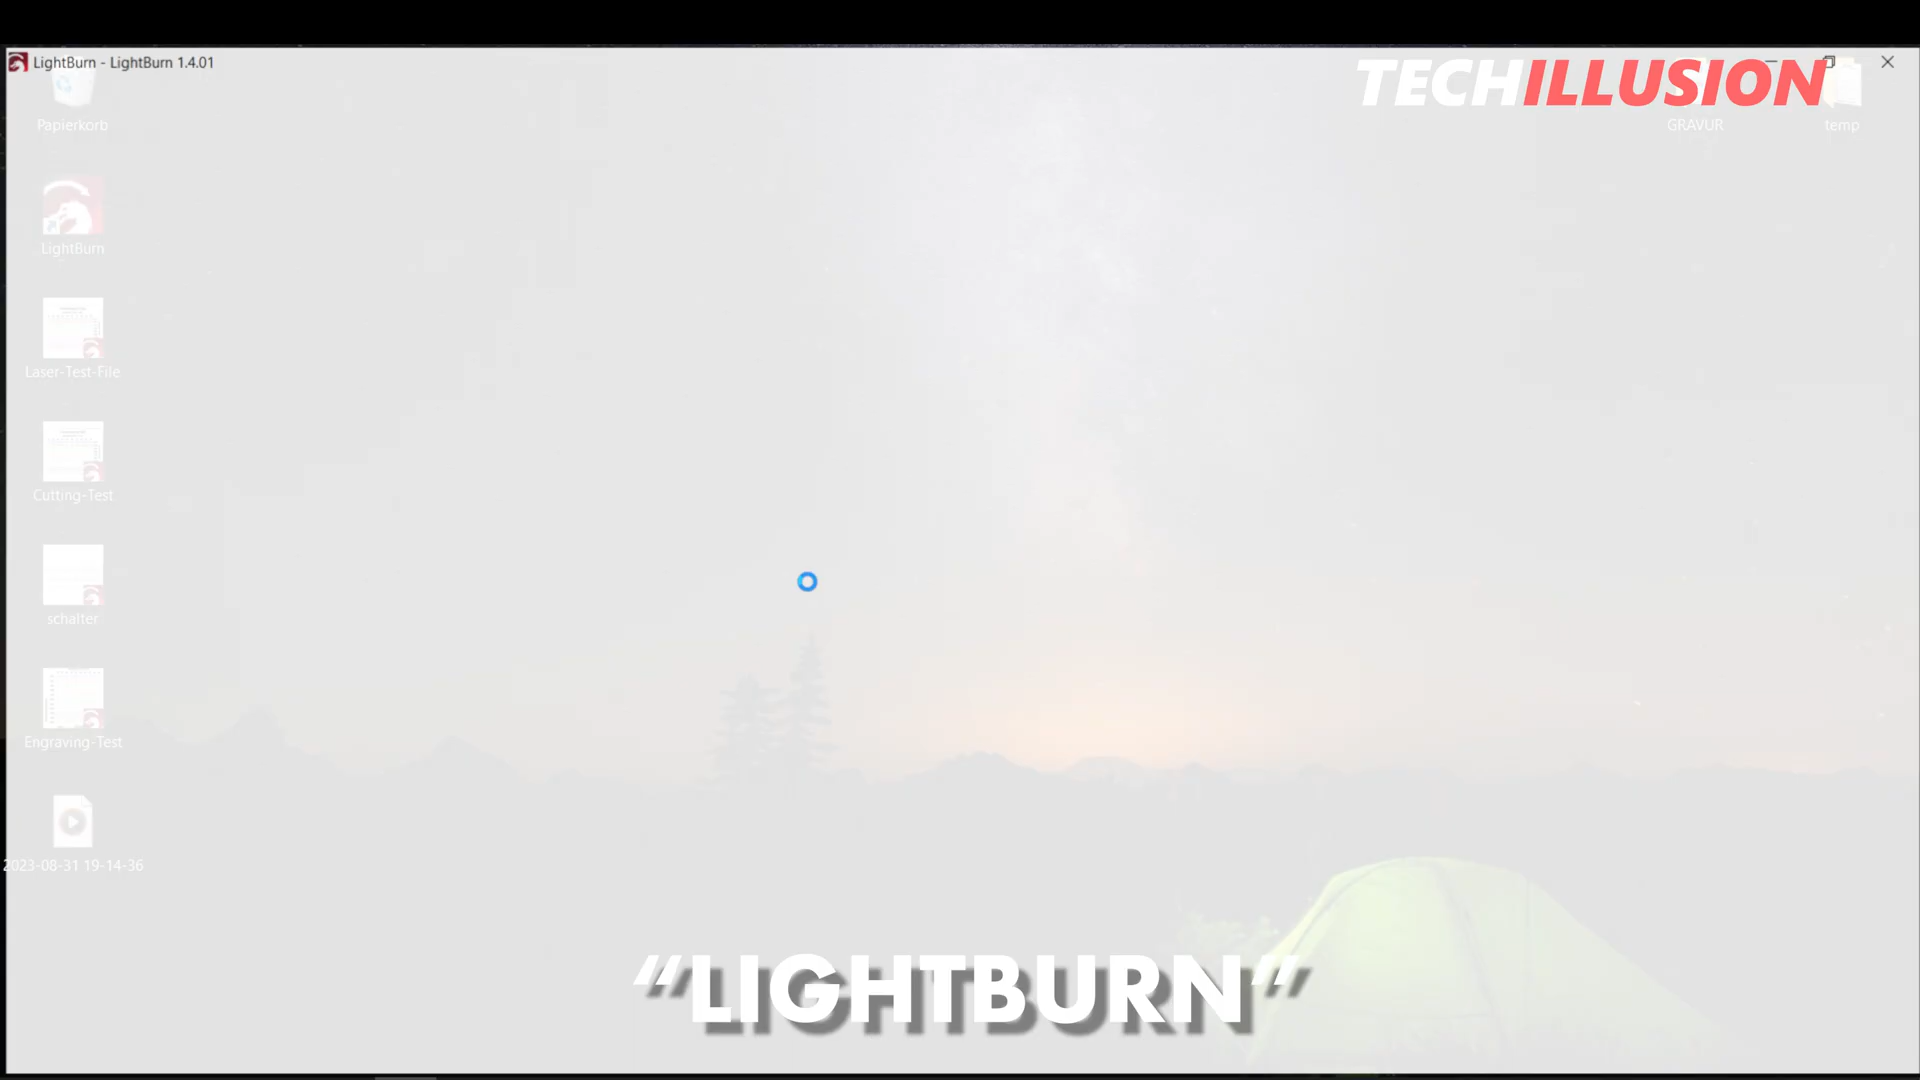 LightBurn - LightBurn 1.4.01
TECHILLUSION
Papierkorb
GRAVUR
temp
LightBurn
Laser-Test-File
Cutting-Test
schalter
Engraving-Test
2023-08-31 19-14-36
“LIGHTBURN”